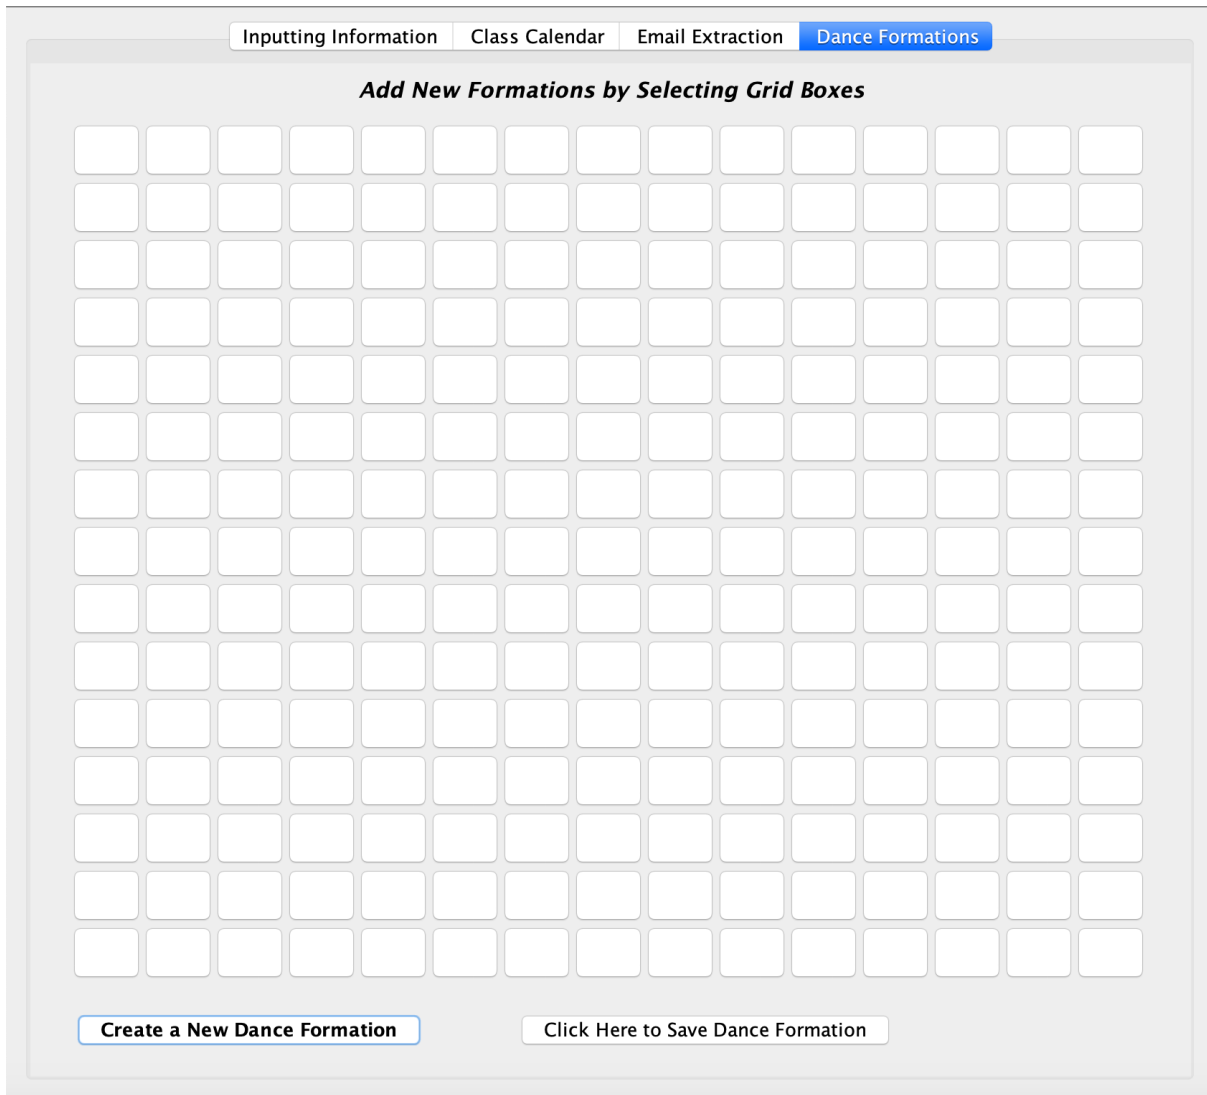 Inputting Information Class Calendar Email Extraction Dance Formations
Add New Formations by Selecting Grid Boxes
Create a New Dance Formation Click Here to Save Dance Formation